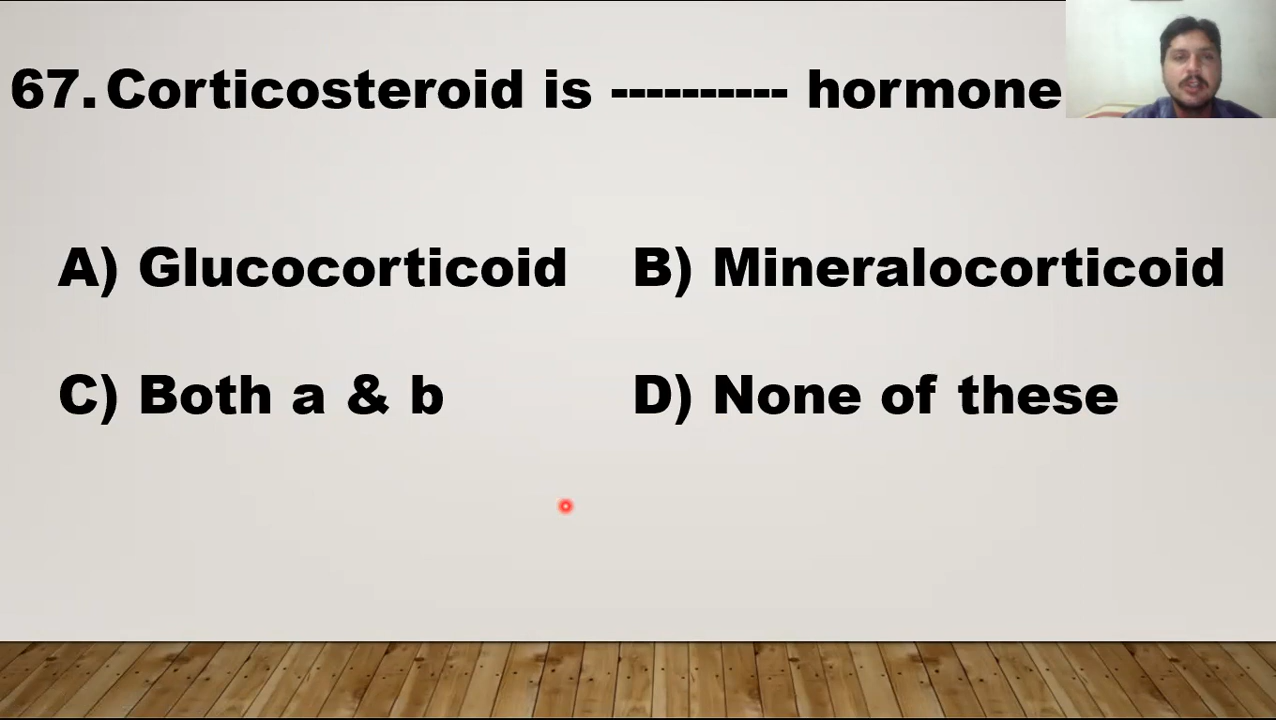 67. Corticosteroid is ---------- hormone
A) Glucocorticoid B) Mineralocorticoid
C) Both a & b D) None of these